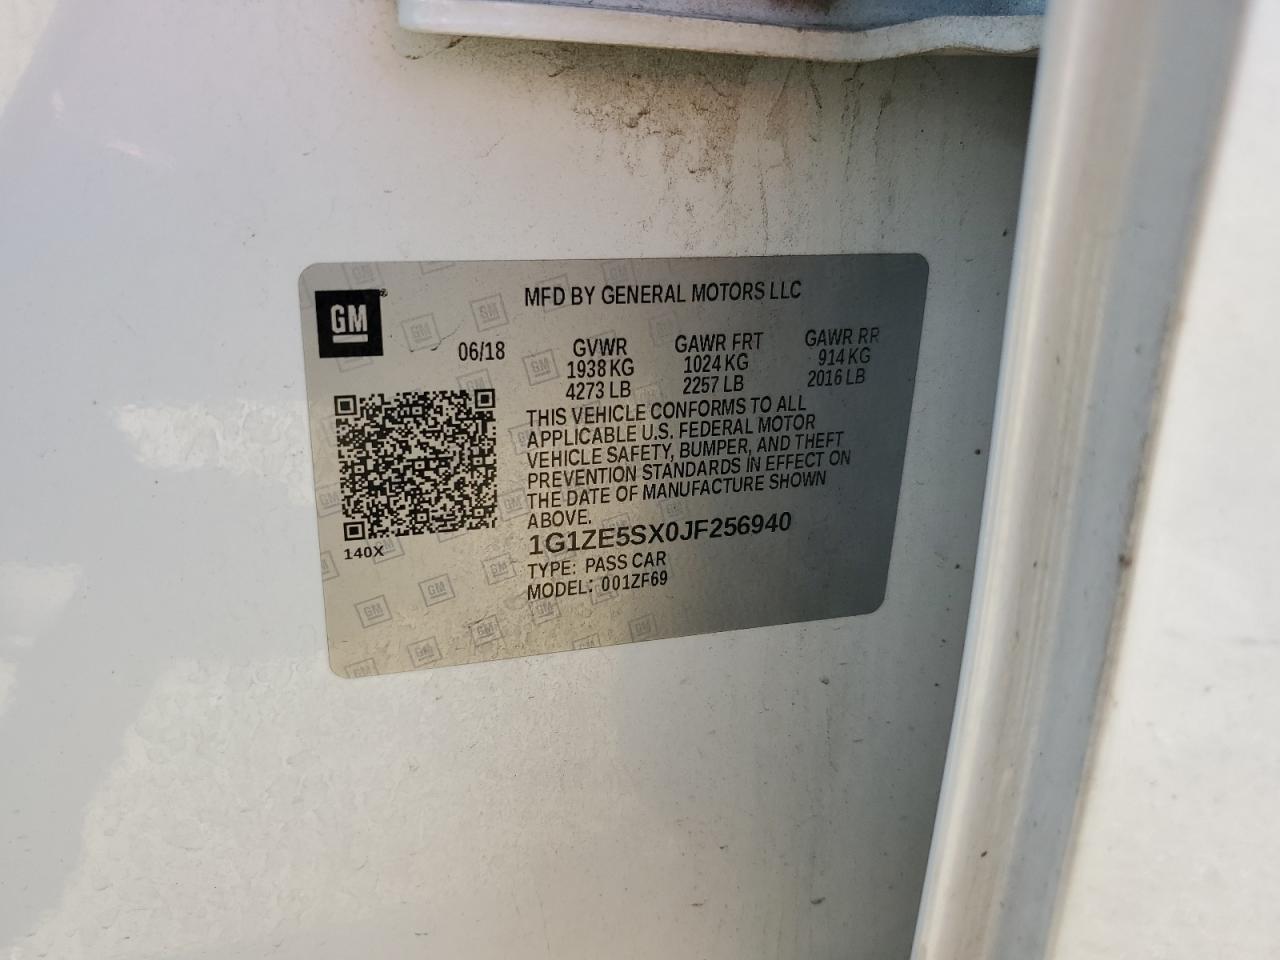 GM
MFD BY GENERAL MOTORS LLC
06/18
GVWR GAWR FRT GAWR RR
1938 KG 1024 KG 914 KG
4273 LB 2257 LB 2016 LB
THIS VEHICLE CONFORMS TO ALL
APPLICABLE U.S. FEDERAL MOTOR
VEHICLE SAFETY, BUMPER, AND THEFT
PREVENTION STANDARDS IN EFFECT ON
THE DATE OF MANUFACTURE SHOWN
ABOVE.
140X
1G1ZE5SX0JF256940
TYPE: PASS CAR
MODEL: 001ZF69